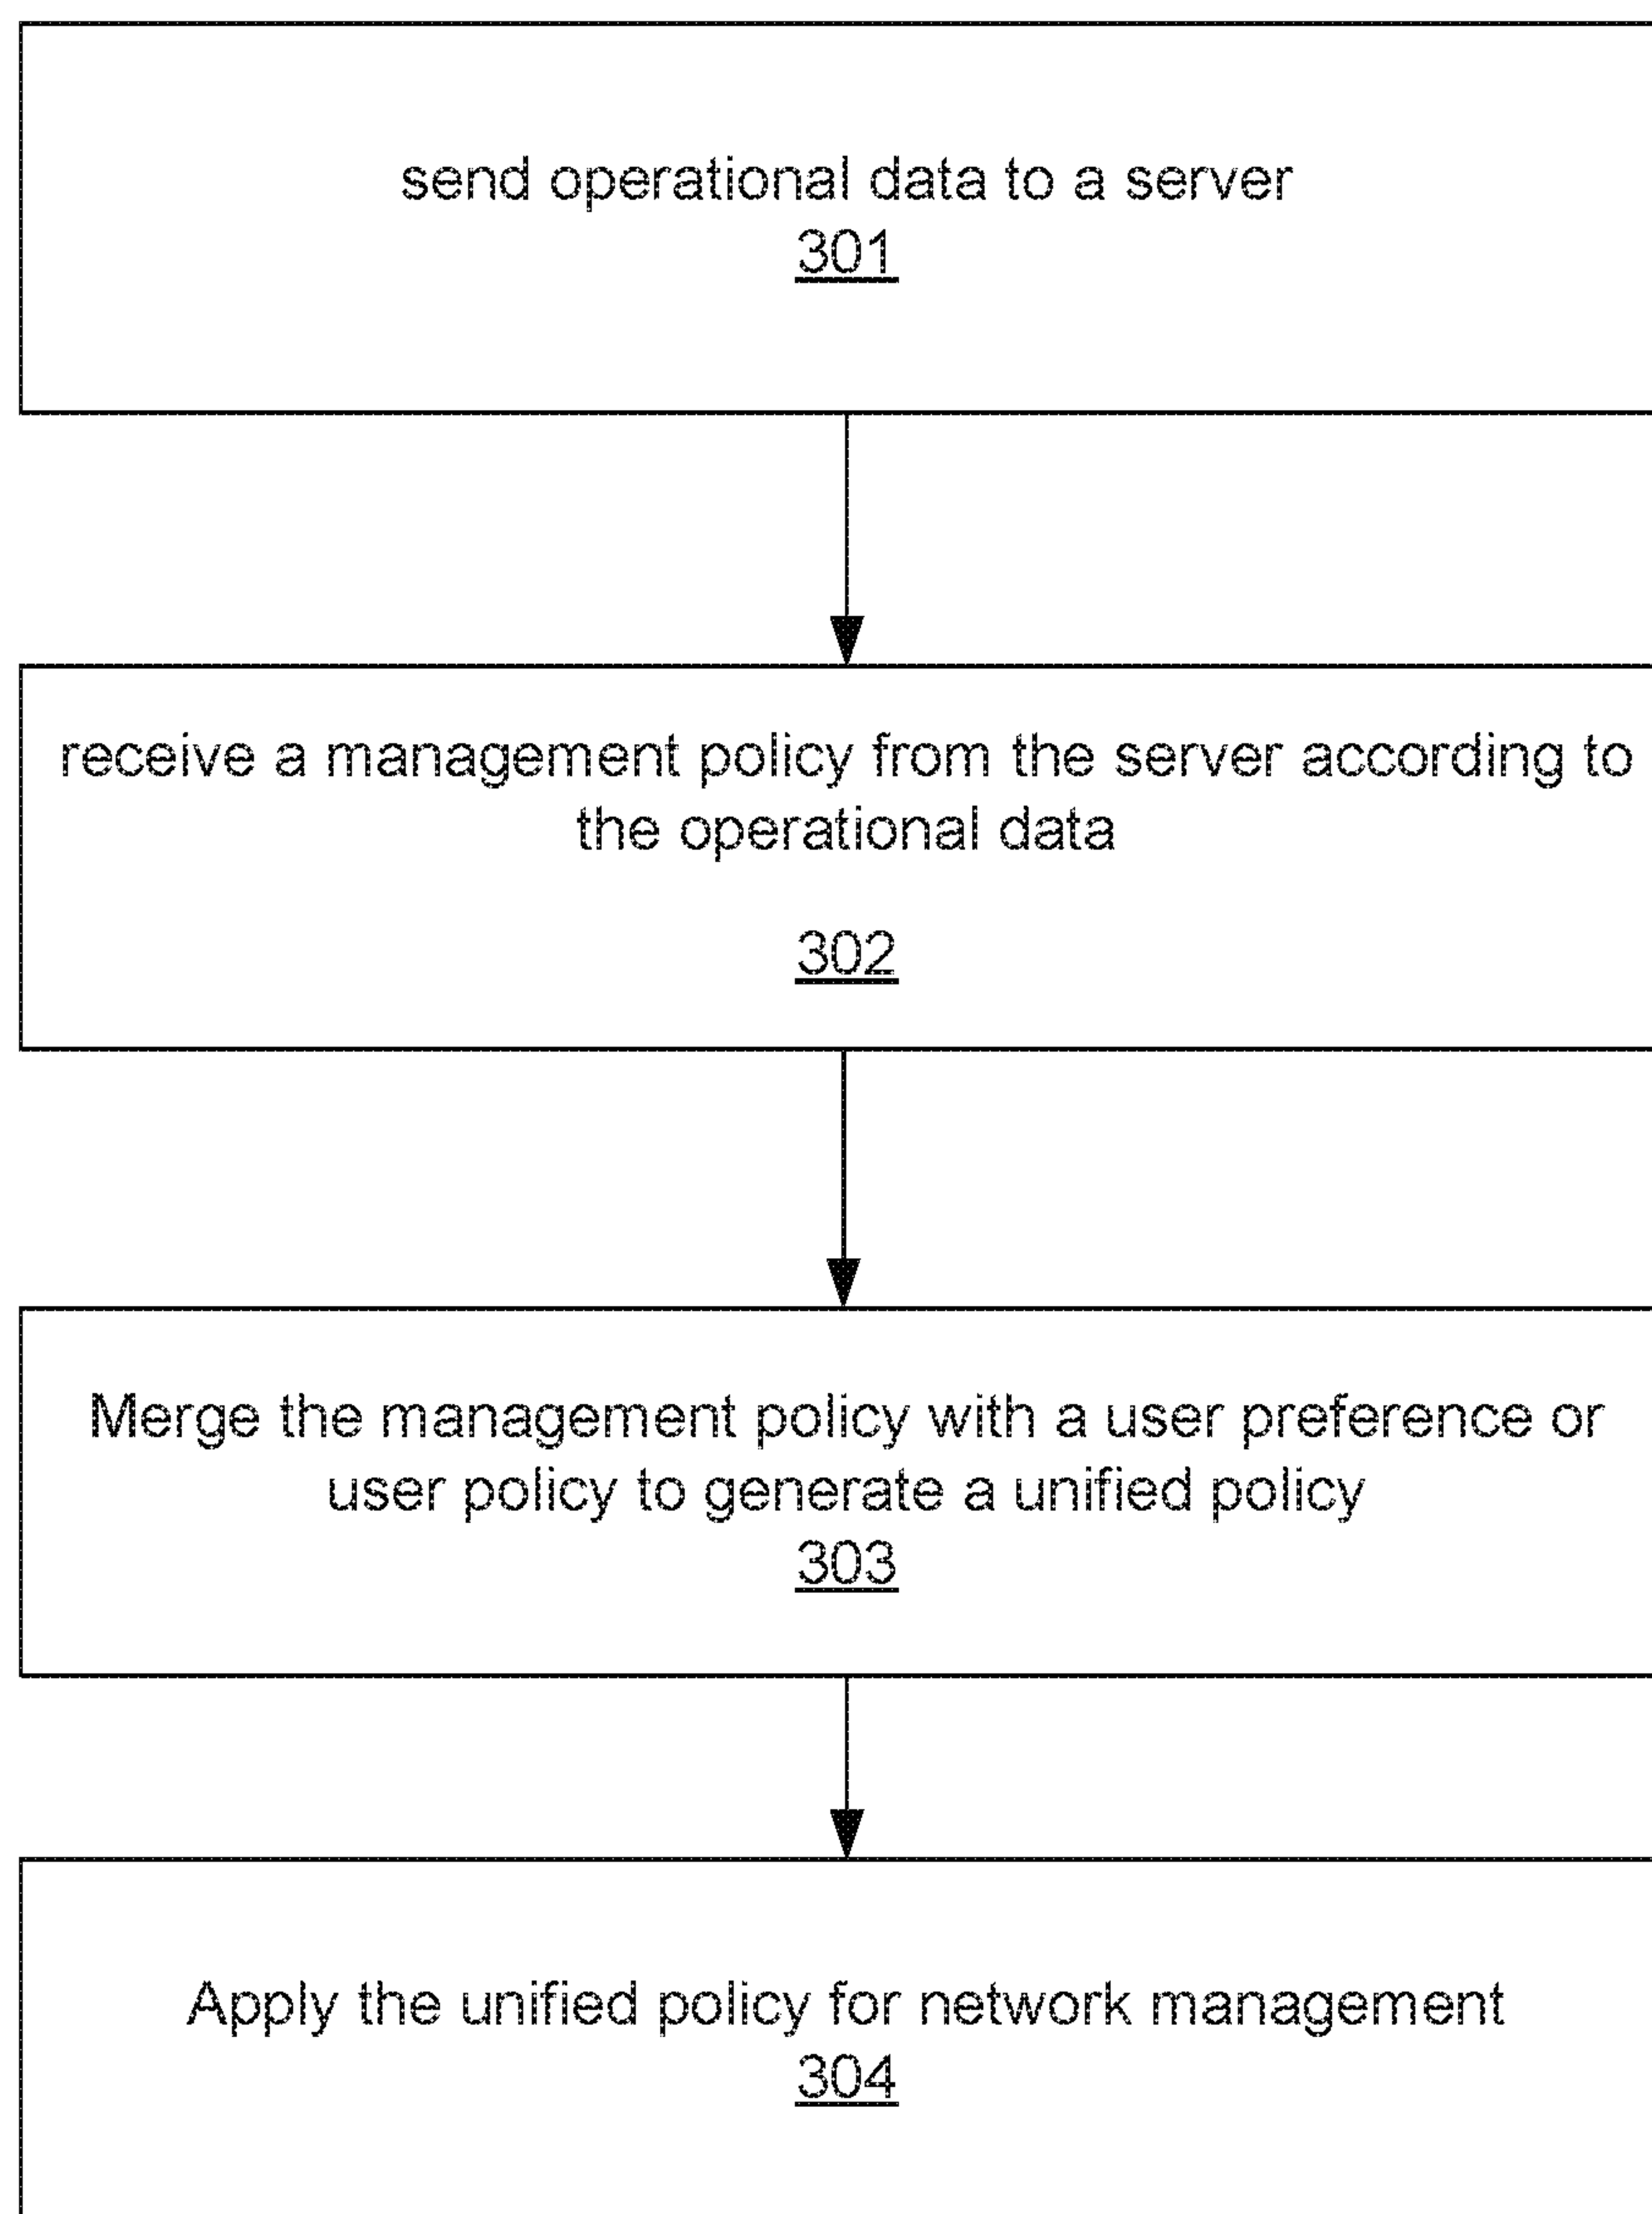 send operational data to a server
301
receive a management policy from the server according to
the operational data
302
Merge the management policy with a user preference or
user policy to generate a unified policy
303
Apply the unified policy for network management
304